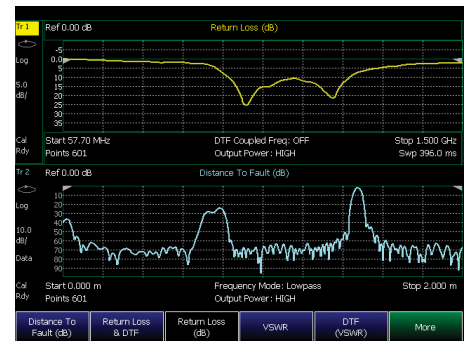 Tr 1 Ref 0.00 dB Return Loss (dB)
Log
5.0
dB/
-5
0.0
5
10
15
20
25
30
35
Cal Start 57.70 MHz DTF Coupled Freq: OFF Stop 1.500 GHz
Rdy Points 601 Output Power: HIGH Swp 396.0 ms
Tr 2 Ref 0.00 dB Distance To Fault (dB)
Log
10.0
dB/
Data
10
20
30
40
50
60
70
80
90
Cal Start 0.000 m Frequency Mode: Lowpass Stop 2.000 m
Rdy Points 601 Output Power: HIGH
Distance To Fault (dB)
Return Loss & DTF
Return Loss (dB)
VSWR
DTF (VSWR)
More